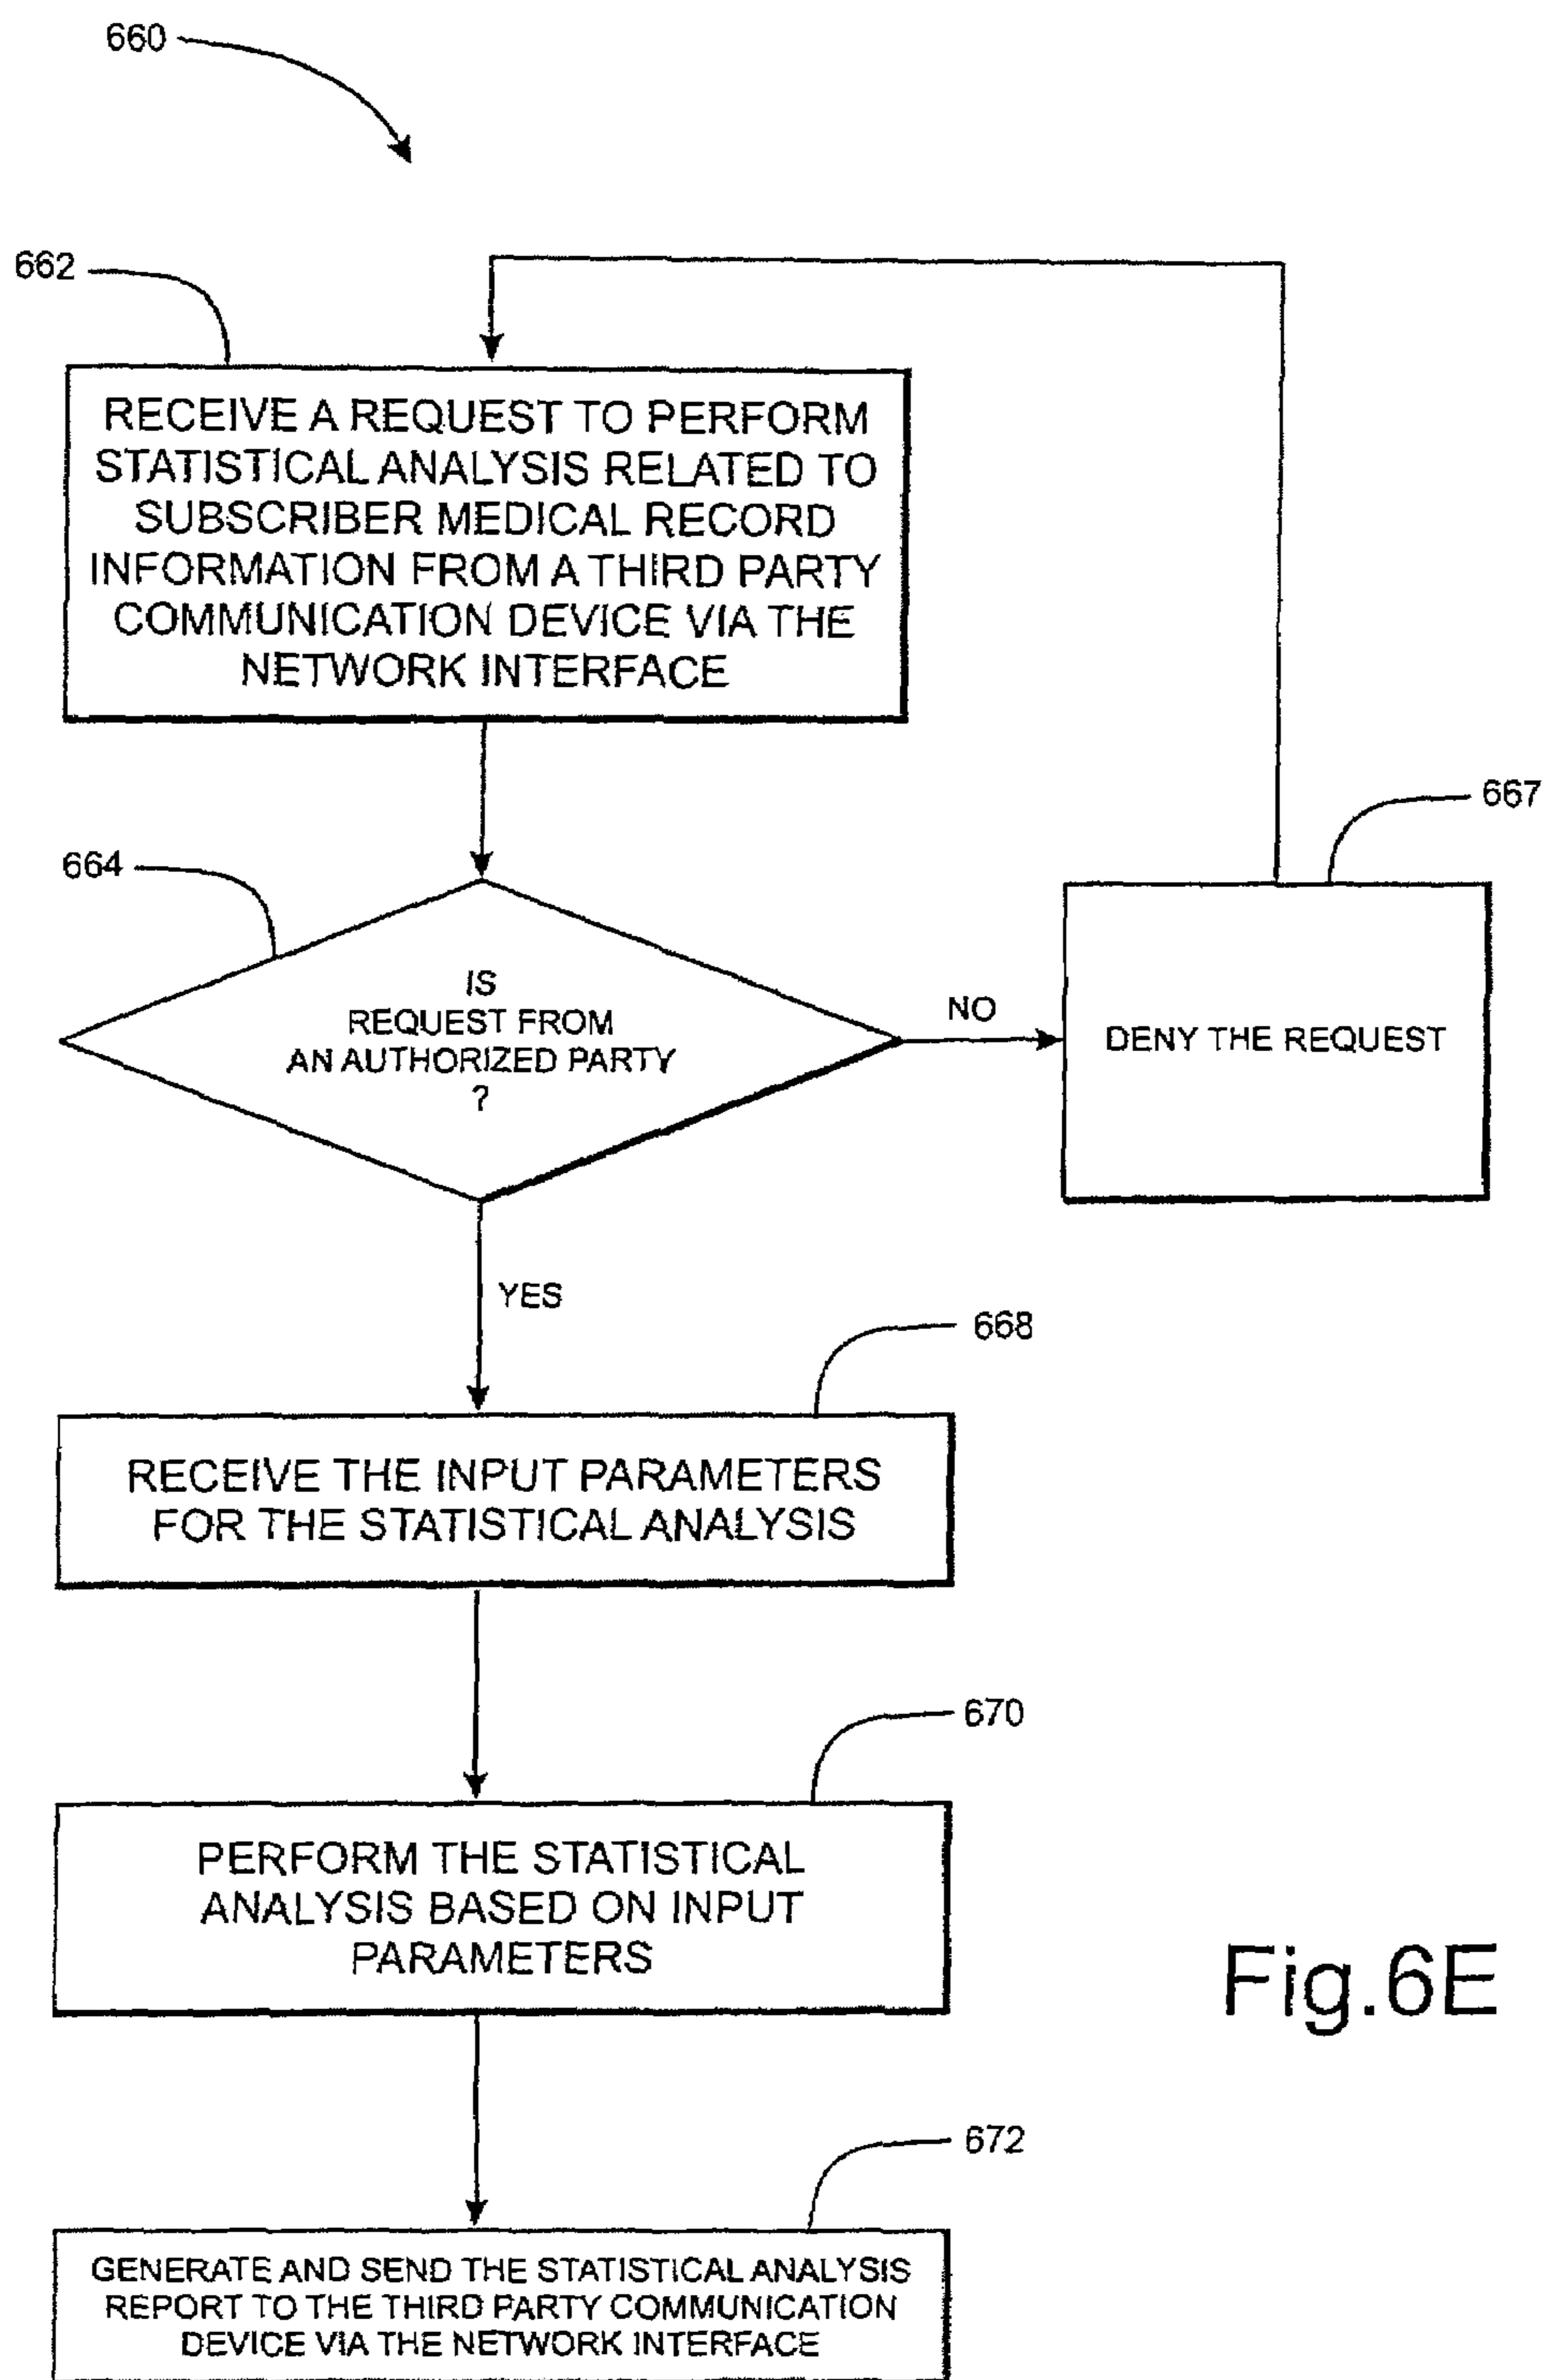 660
662
RECEIVE A REQUEST TO PERFORM
STATISTICAL ANALYSIS RELATED TO
SUBSCRIBER MEDICAL RECORD
INFORMATION FROM A THIRD PARTY
COMMUNICATION DEVICE VIA THE
NETWORK INTERFACE
667
664
IS
REQUEST FROM
AN AUTHORIZED PARTY
?
NO
DENY THE REQUEST
YES
668
RECEIVE THE INPUT PARAMETERS
FOR THE STATISTICAL ANALYSIS
670
PERFORM THE STATISTICAL
ANALYSIS BASED ON INPUT
PARAMETERS
Fig.6E
672
GENERATE AND SEND THE STATISTICAL ANALYSIS
REPORT TO THE THIRD PARTY COMMUNICATION
DEVICE VIA THE NETWORK INTERFACE